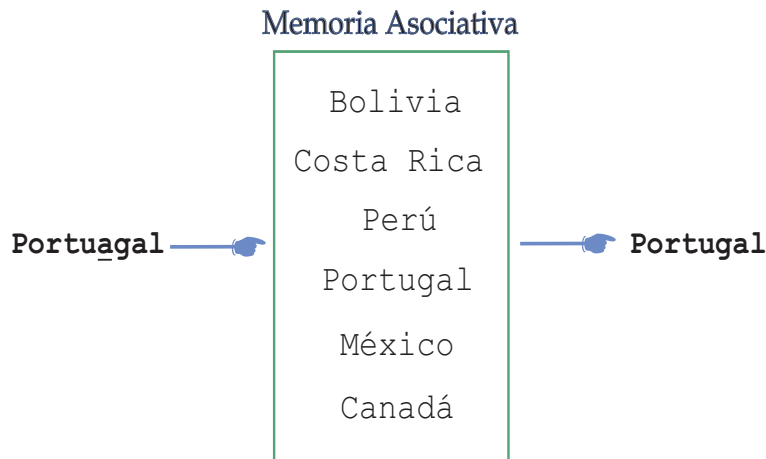 Memoria Asociativa
Bolivia
Costa Rica
Perú
Portuagal
Portugal
Portugal
México
Canadá